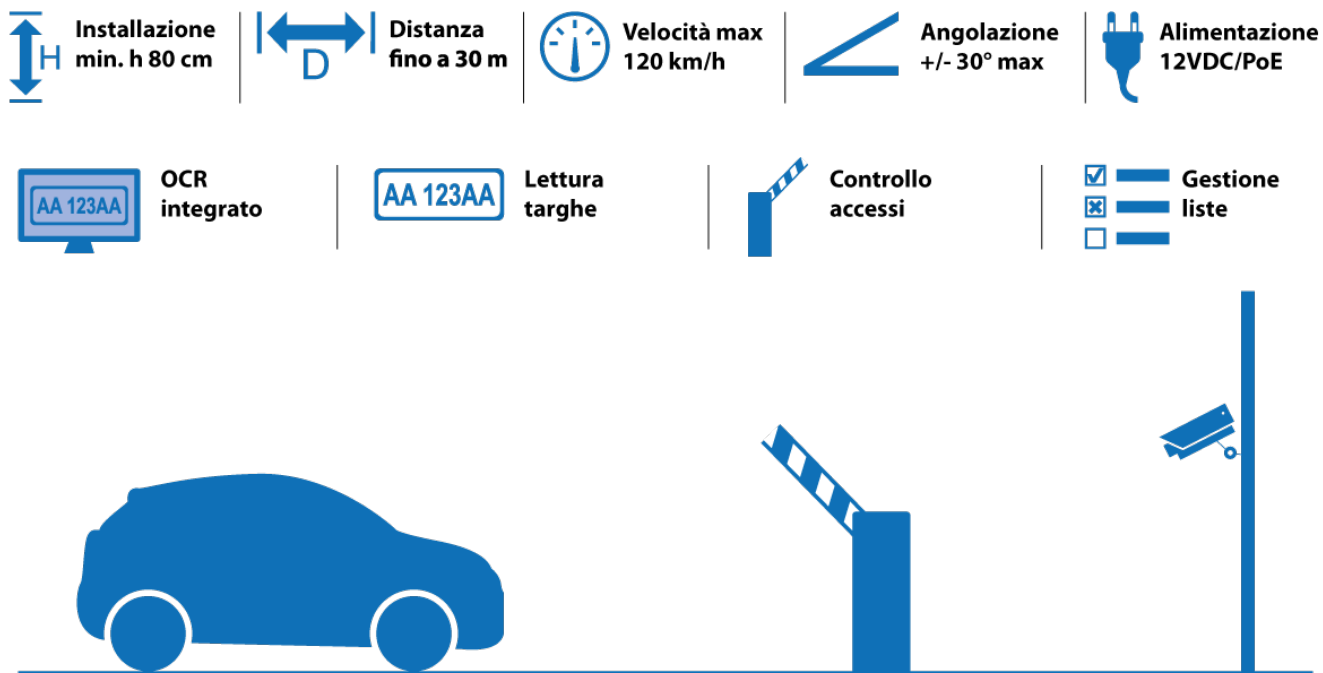 Installazione
min. h 80 cm
H
Distanza
fino a 30 m
D
Velocità max
120 km/h
Angolazione
+/- 30° max
Alimentazione
12VDC/PoE
AA 123AA
OCR
integrato
AA 123AA
Lettura
targhe
Controllo
accessi
Gestione
liste